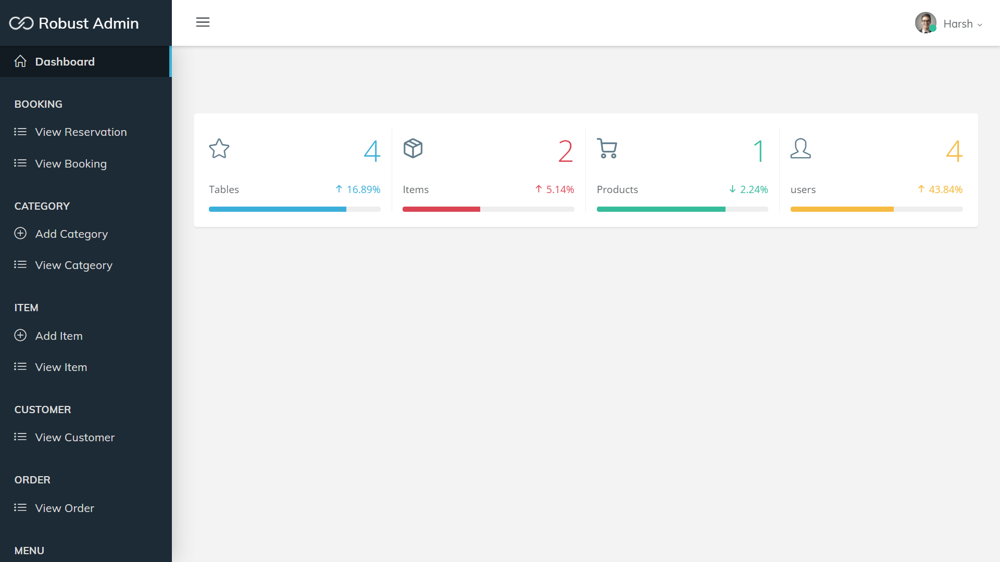 Robust Admin
Harsh
Dashboard
BOOKING
View Reservation
View Booking
CATEGORY
Add Category
View Catgeory
ITEM
Add Item
View Item
CUSTOMER
View Customer
ORDER
View Order
MENU
4
Tables
16.89%
2
Items
5.14%
1
Products
2.24%
4
users
43.84%